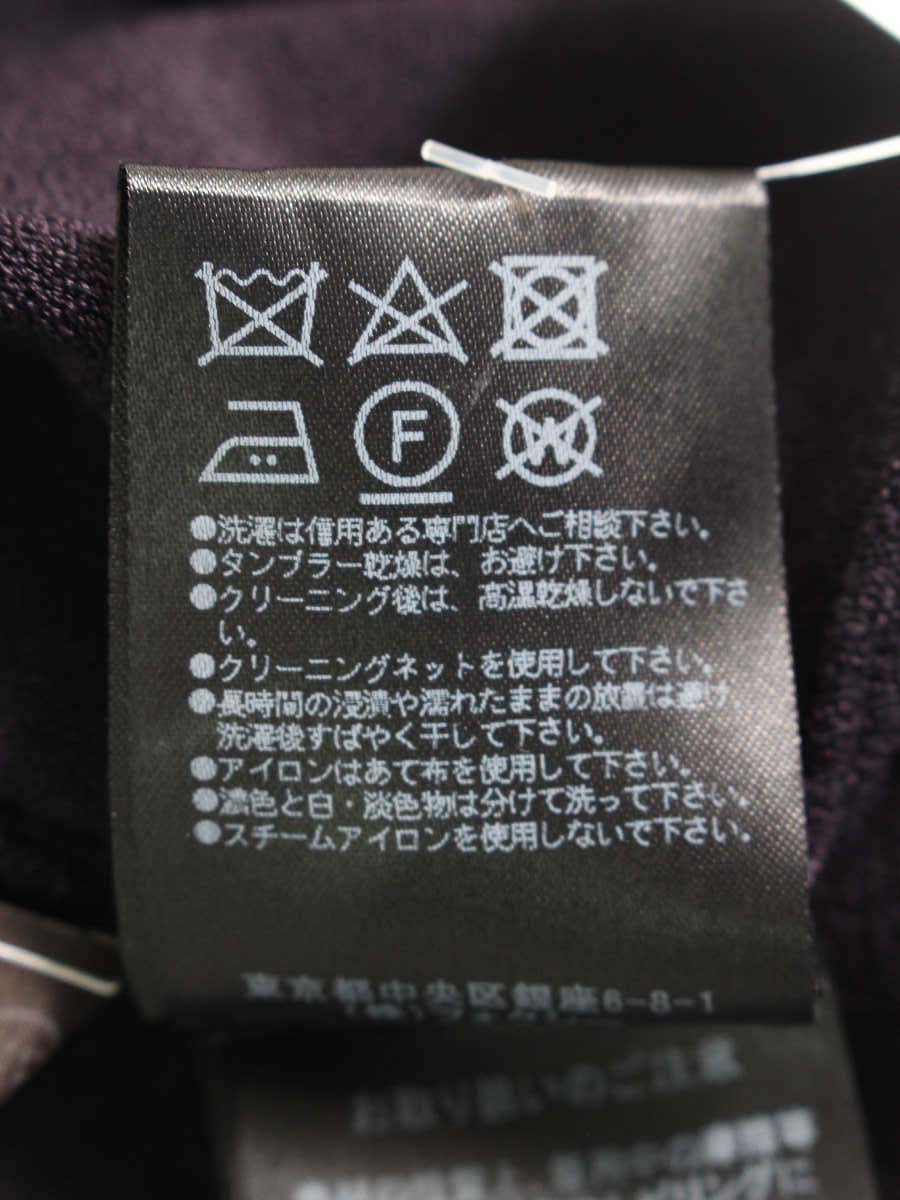 F
W
●洗濯は信用ある専門店へご相談下さい。
●タンブラー乾燥は、お避け下さい。
●クリーニング後は、高温乾燥しないで下さ
い。
●クリーニングネットを使用して下さい。
●長時間の浸漬や濡れたままの放置は避け
洗濯後すばやく干して下さい。
●アイロンはあて布を使用して下さい。
●濃色と白・淡色物は分けて洗って下さい。
●スチームアイロンを使用しないで下さい。
東京都中央区銀座6-8-1
お取り扱いのご注意